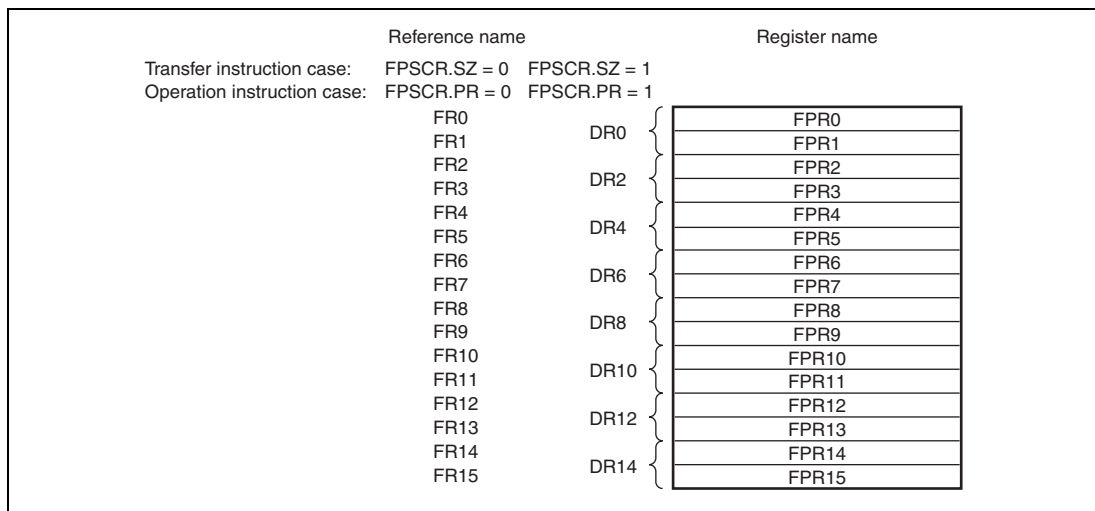 Reference name Register name
Transfer instruction case: FPSCR.SZ = 0 FPSCR.SZ = 1
Operation instruction case: FPSCR.PR = 0 FPSCR.PR = 1
FR0
FR1
FR2
FR3
FR4
FR5
FR6
FR7
FR8
FR9
FR10
FR11
FR12
FR13
FR14
FR15
DR0
DR2
DR4
DR6
DR8
DR10
DR12
DR14
FPR0
FPR1
FPR2
FPR3
FPR4
FPR5
FPR6
FPR7
FPR8
FPR9
FPR10
FPR11
FPR12
FPR13
FPR14
FPR15